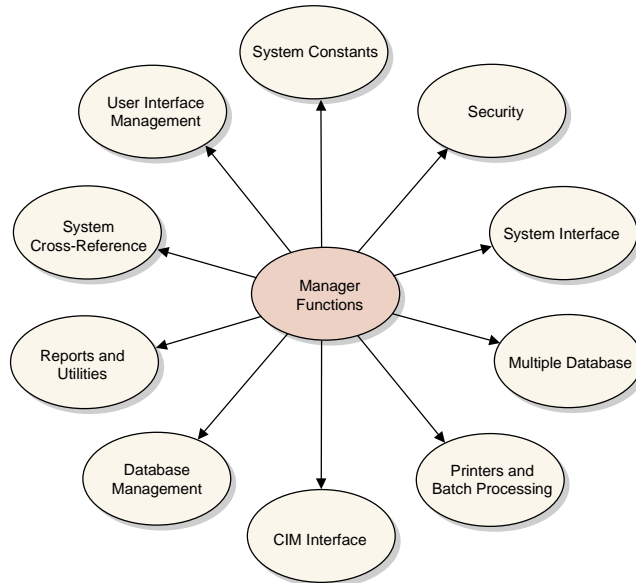 System Constants
User Interface
Management
Security
System
Cross-Reference
System Interface
Manager
Functions
Reports and
Utilities
Multiple Database
Database
Management
Printers and
Batch Processing
CIM Interface